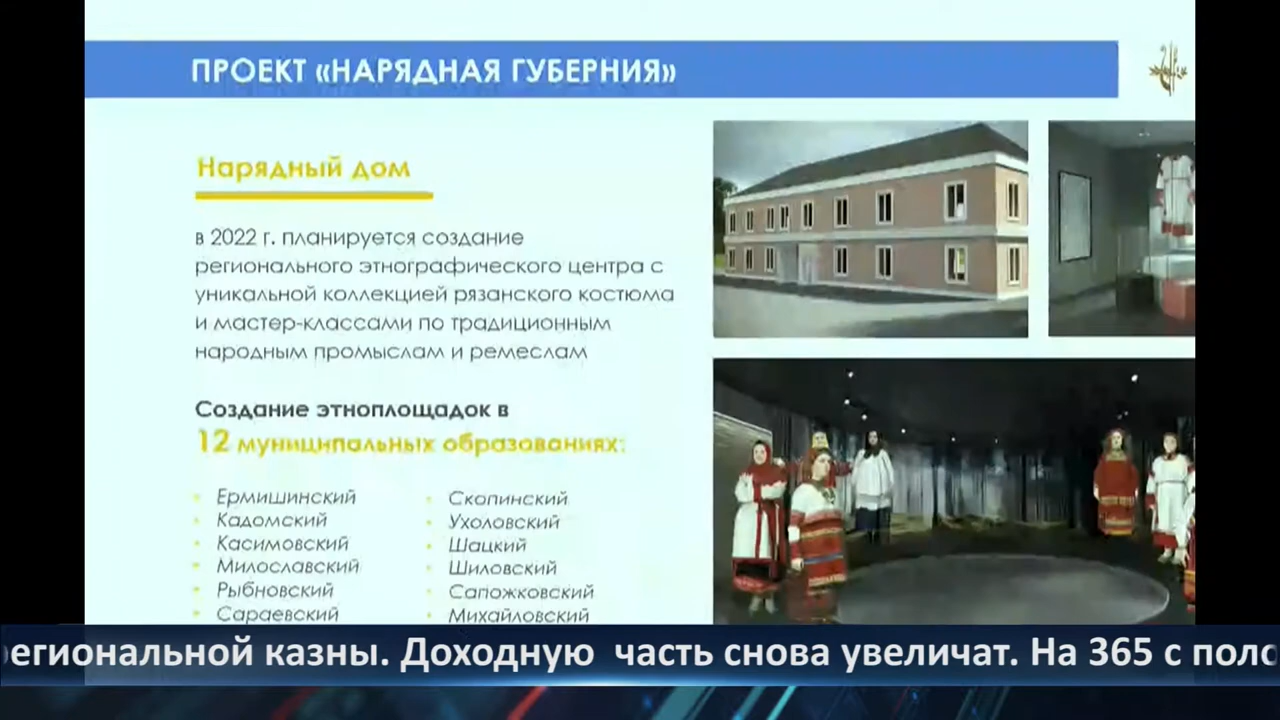 ПРОЕКТ «НАРЯДНАЯ ГУБЕРНИЯ»
Нарядный дом
в 2022 г. планируется создание
регионального этнографического центра с
уникальной коллекцией рязанского костюма
и мастер-классами по традиционным
народным промыслам и ремеслам
Создание этноплощадок в
12 муниципальных образованиях:
Ермишинский
Кадомский
Касимовский
Милославский
Рыбновский
Сараевский
Скопинский
Ухоловский
Шацкий
Шиловский
Сапожковский
Михайловский
егиональной казны. Доходную часть снова увеличат. На 365 с поло